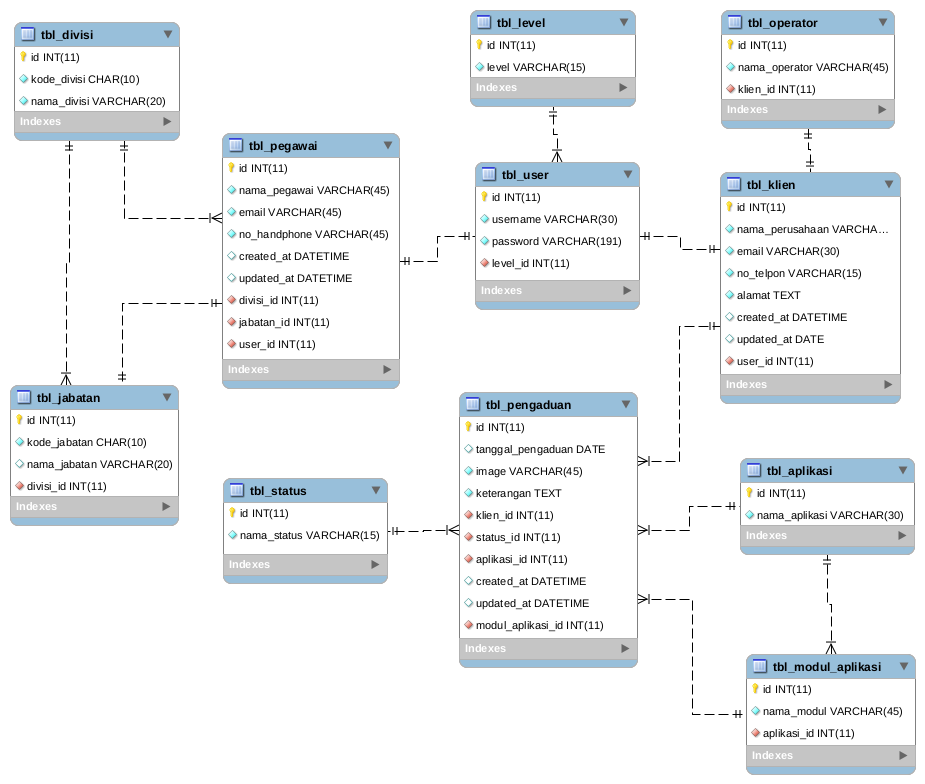 tbl_divisi
id INT(11)
kode_divisi CHAR(10)
nama_divisi VARCHAR(20)
Indexes
tbl_level
id INT(11)
level VARCHAR(15)
Indexes
tbl_operator
id INT(11)
nama_operator VARCHAR(45)
klien_id INT(11)
Indexes
tbl_pegawai
id INT(11)
nama_pegawai VARCHAR(45)
email VARCHAR(45)
no_handphone VARCHAR(45)
created_at DATETIME
updated_at DATETIME
divisi_id INT(11)
jabatan_id INT(11)
user_id INT(11)
Indexes
tbl_user
id INT(11)
username VARCHAR(30)
password VARCHAR(191)
level_id INT(11)
Indexes
tbl_klien
id INT(11)
nama_perusahaan VARCHA...
email VARCHAR(30)
no_telpon VARCHAR(15)
alamat TEXT
created_at DATETIME
updated_at DATE
user_id INT(11)
Indexes
tbl_jabatan
id INT(11)
kode_jabatan CHAR(10)
nama_jabatan VARCHAR(20)
divisi_id INT(11)
Indexes
tbl_status
id INT(11)
nama_status VARCHAR(15)
Indexes
tbl_pengaduan
id INT(11)
tanggal_pengaduan DATE
image VARCHAR(45)
keterangan TEXT
klien_id INT(11)
status_id INT(11)
aplikasi_id INT(11)
created_at DATETIME
updated_at DATETIME
modul_aplikasi_id INT(11)
Indexes
tbl_aplikasi
id INT(11)
nama_aplikasi VARCHAR(30)
Indexes
tbl_modul_aplikasi
id INT(11)
nama_modul VARCHAR(45)
aplikasi_id INT(11)
Indexes